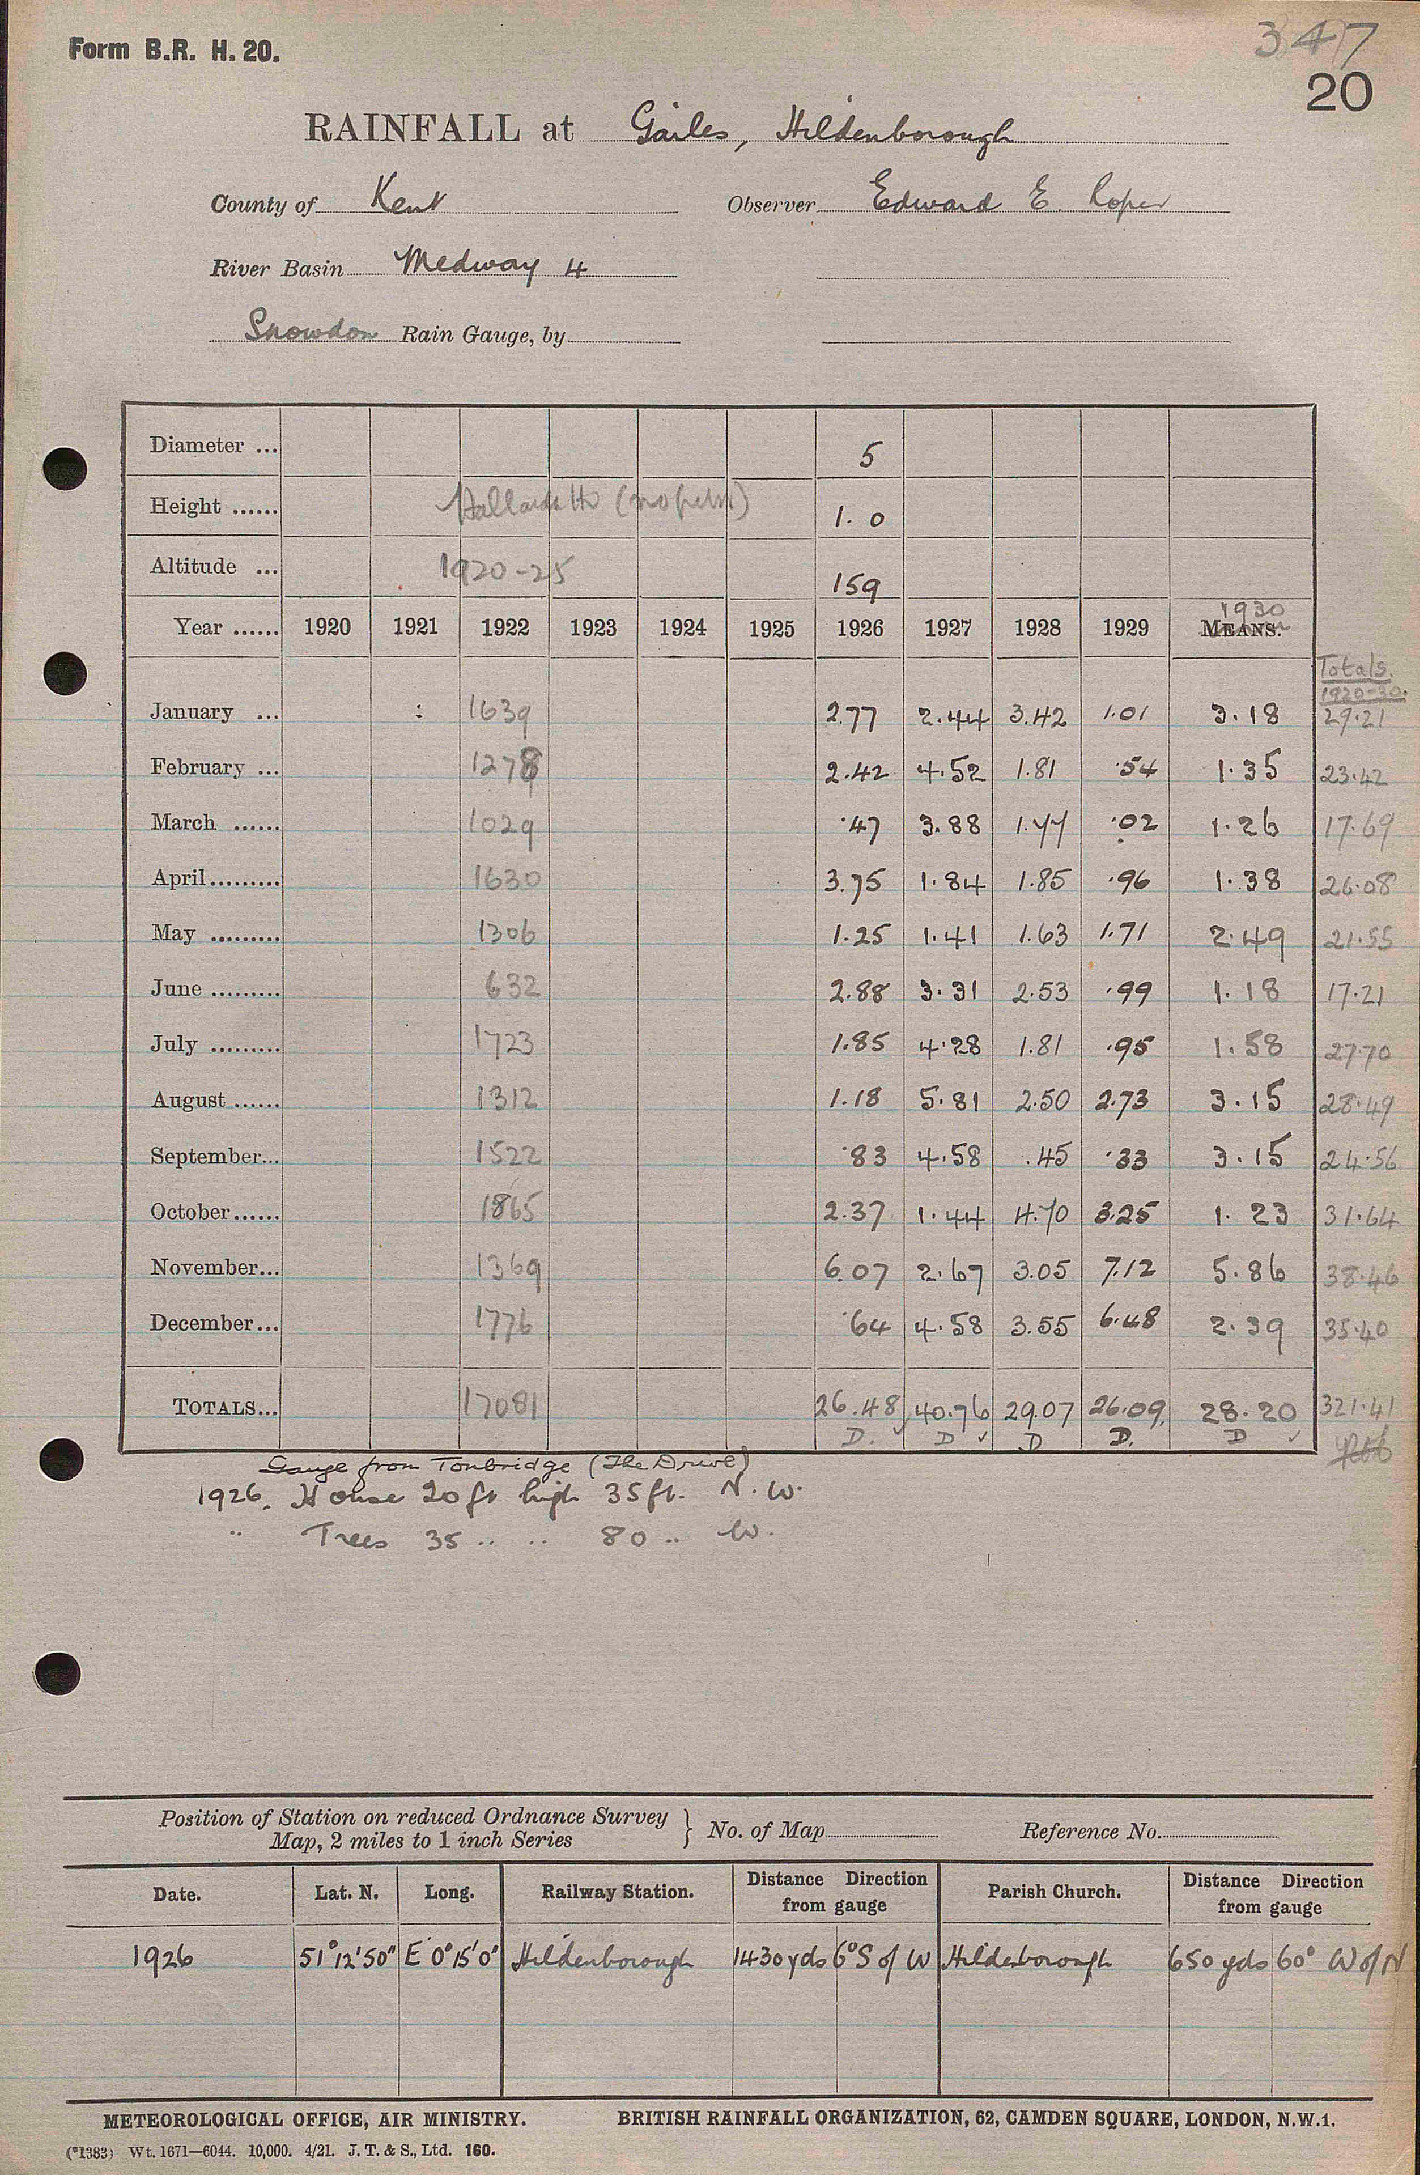 Form B.R. H. 20.
347
20
RAINFALL at Gailes, Hildenborough
County of Kent Observer Edward E Roper
River Basin Medway 4
Snowdon Rain Gauge, by
Diameter ... 5
Height ...... 1.0
Altitude ... 1920-25 159
1930
Year ...... 1920 1921 1922 1923 1924 1925 1926 1927 1928 1929 MEANS.
Totals.
1920-30.
January ... 1639 2.77 2.44 3.42 1.01 3.18 29.21
February ... 1278 2.42 4.52 1.81 .54 1.35 23.42
March ...... 1029 .47 3.88 1.77 .02 1.26 17.69
April......... 1630 3.75 1.84 1.85 .96 1.38 26.08
May ......... 1306 1.25 1.41 1.63 1.71 2.49 21.55
June ......... 632 2.88 3.31 2.53 .99 1.18 17.21
July ......... 1723 1.85 4.28 1.81 .95 1.58 27.70
August ...... 1312 1.18 5.81 2.50 2.73 3.15 28.49
September... 1522 .83 4.58 .45 .33 3.15 24.56
October...... 1865 2.37 1.44 4.70 3.25 1.23 31.64
November... 1369 6.07 2.67 3.05 7.12 5.86 38.46
December... 1776 .64 4.58 3.55 6.48 2.39 35.40
TOTALS... 17081 26.48 40.76 29.07 26.09 28.20 321.41
D. D ✓ D D. D ✓
Gauge from Tonbridge (The Drive)
1926. House 20 ft high 35 ft. N.W.
" Trees 35 .. .. 80 .. W.
Position of Station on reduced Ordnance Survey
Map, 2 miles to 1 inch Series } No. of Map Reference No.
Date. Lat. N. Long. Railway Station. Distance Direction from gauge Parish Church. Distance Direction from gauge
1926 51°12'50" E 0°15'0" Hildenborough 1430 yds 6° S of W Hildenborough 650 yds 60° W of N
METEOROLOGICAL OFFICE, AIR MINISTRY. BRITISH RAINFALL ORGANIZATION, 62, CAMDEN SQUARE, LONDON, N.W.1.
(*1383) Wt. 1671—6044. 10,000. 4/21. J. T. & S., Ltd. 160.